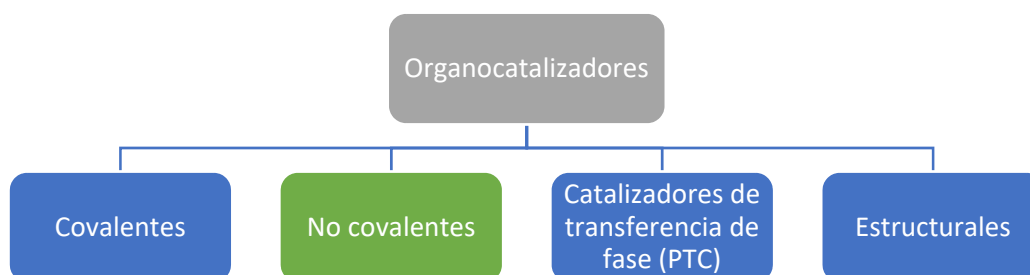 Organocatalizadores
Covalentes
No covalentes
Catalizadores de
transferencia de
fase (PTC)
Estructurales